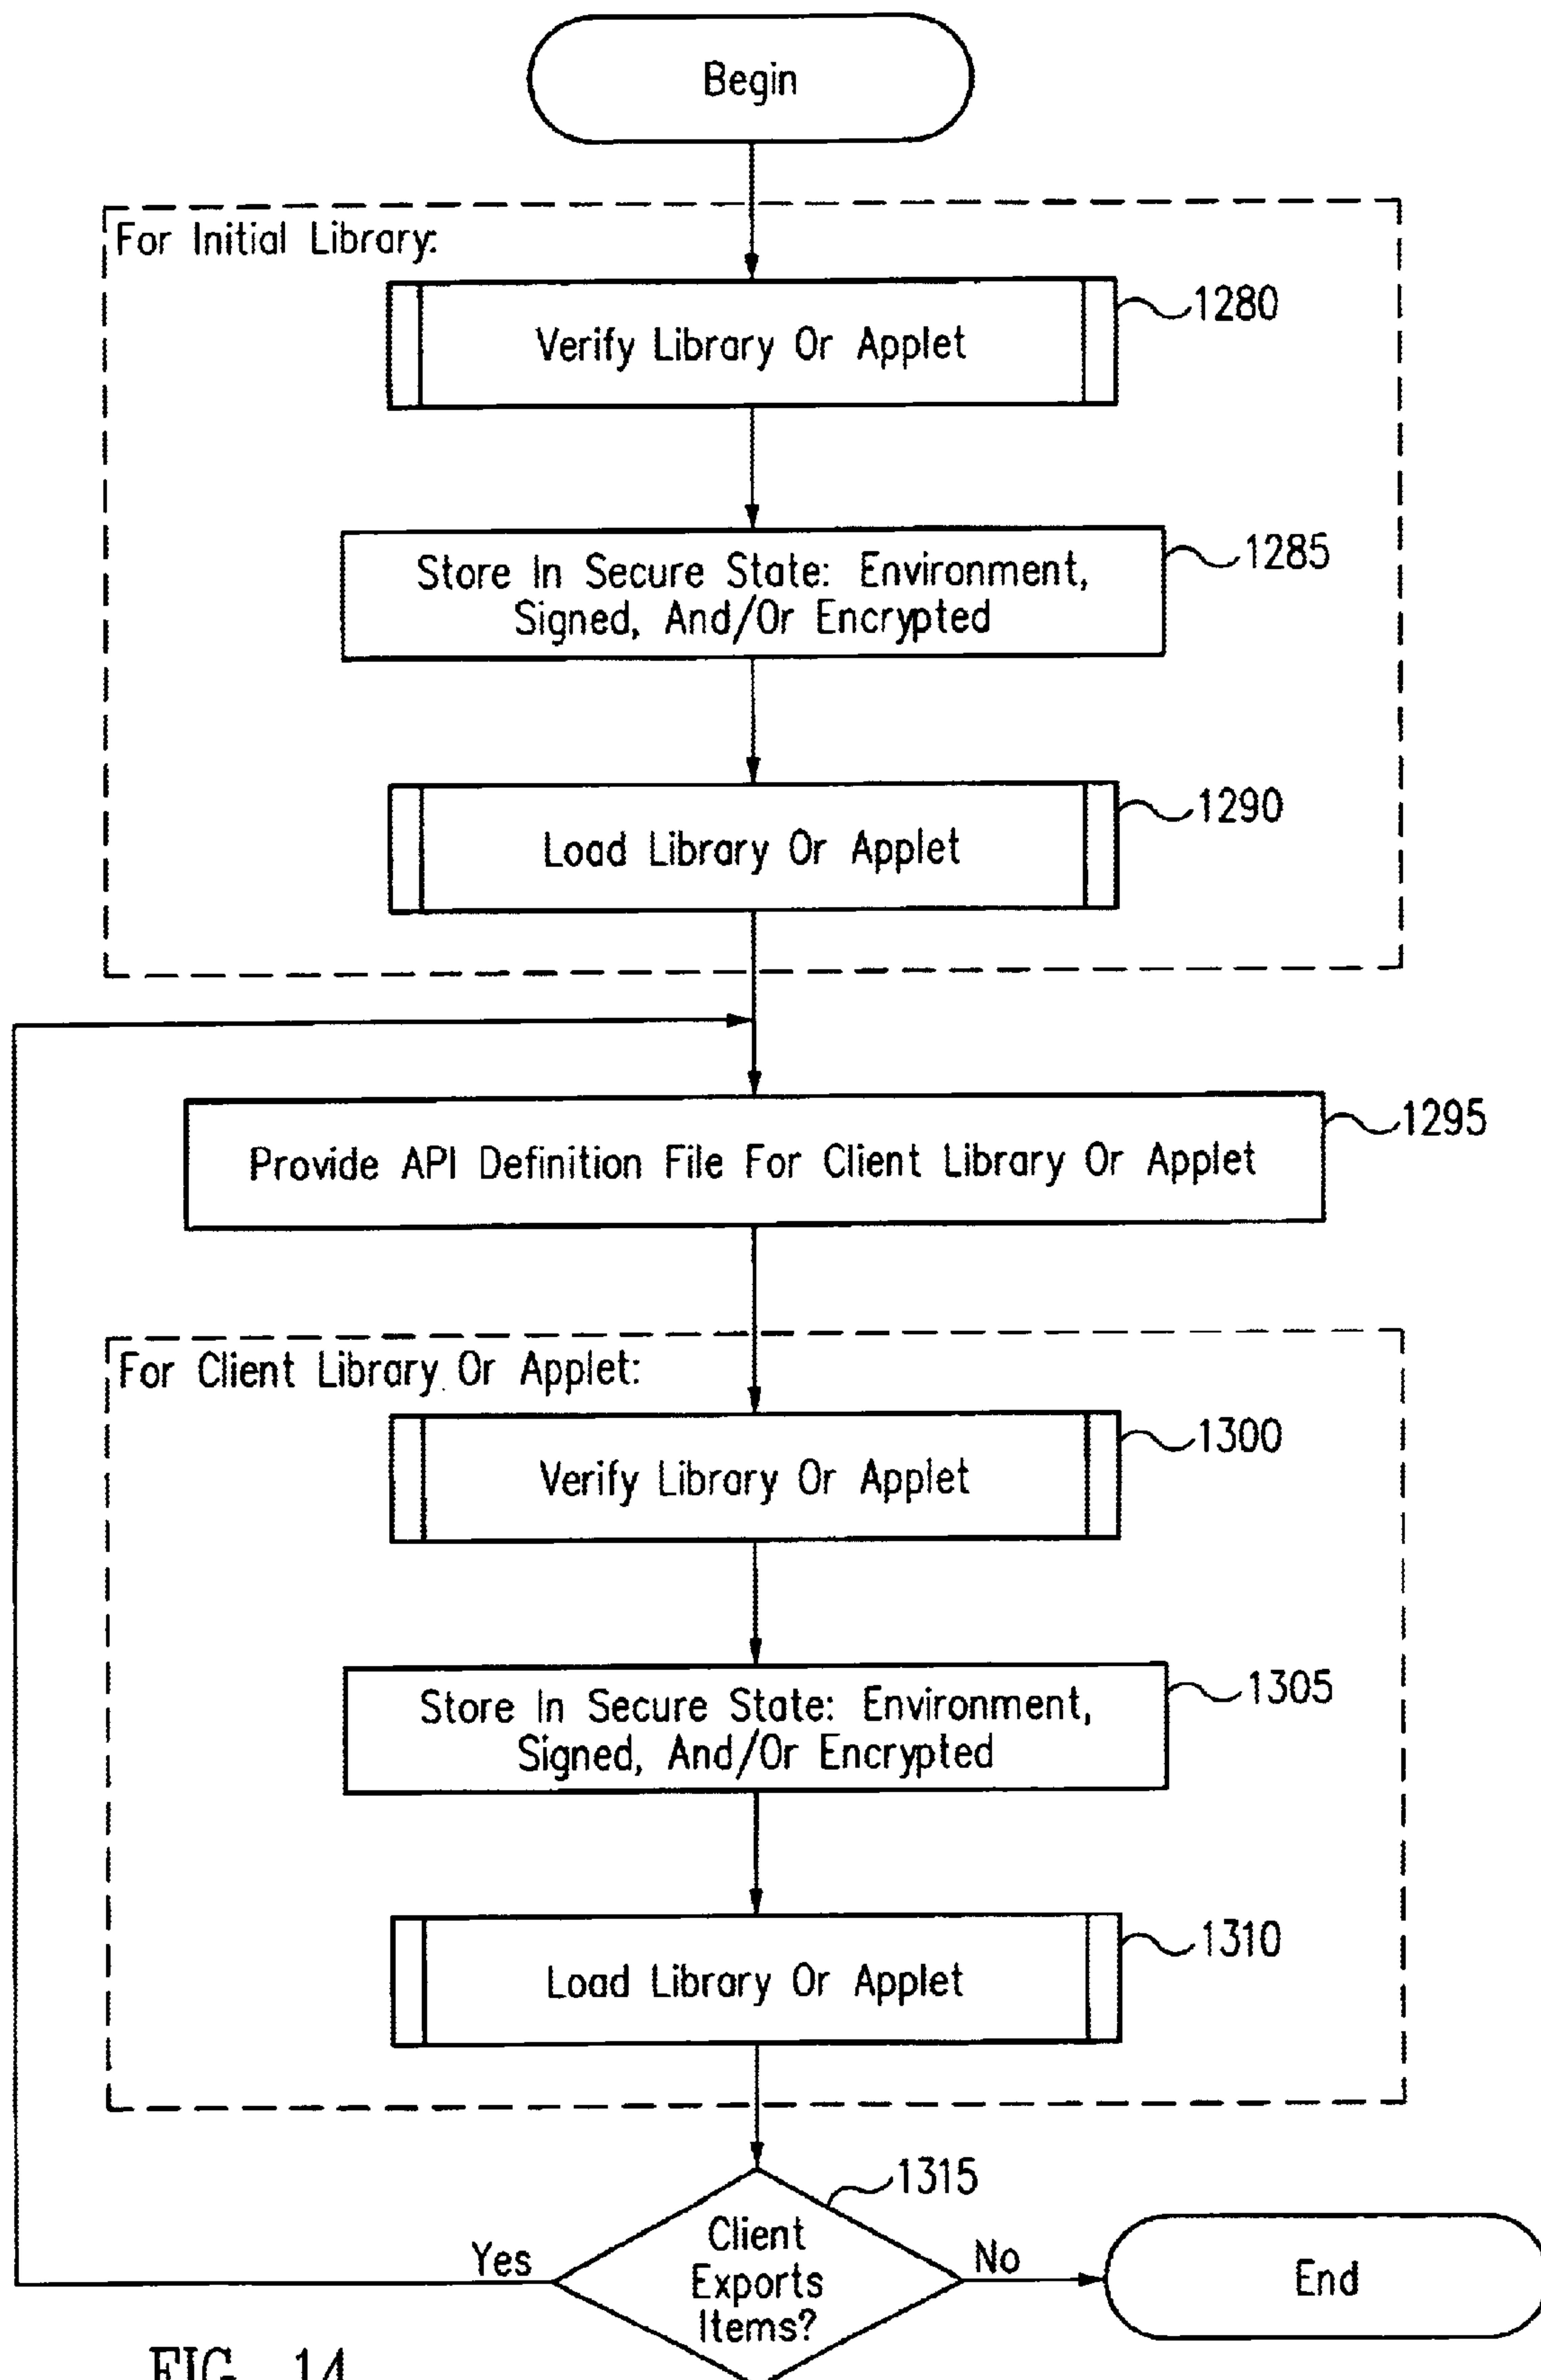 Begin
For Initial Library:
1280
Verify Library Or Applet
1285
Store In Secure State: Environment,
Signed, And/Or Encrypted
1290
Load Library Or Applet
1295
Provide API Definition File For Client Library Or Applet
For Client Library Or Applet:
1300
Verify Library Or Applet
1305
Store In Secure State: Environment,
Signed, And/Or Encrypted
1310
Load Library Or Applet
1315
Client
Exports
Items?
Yes
No
End
FIG. 14